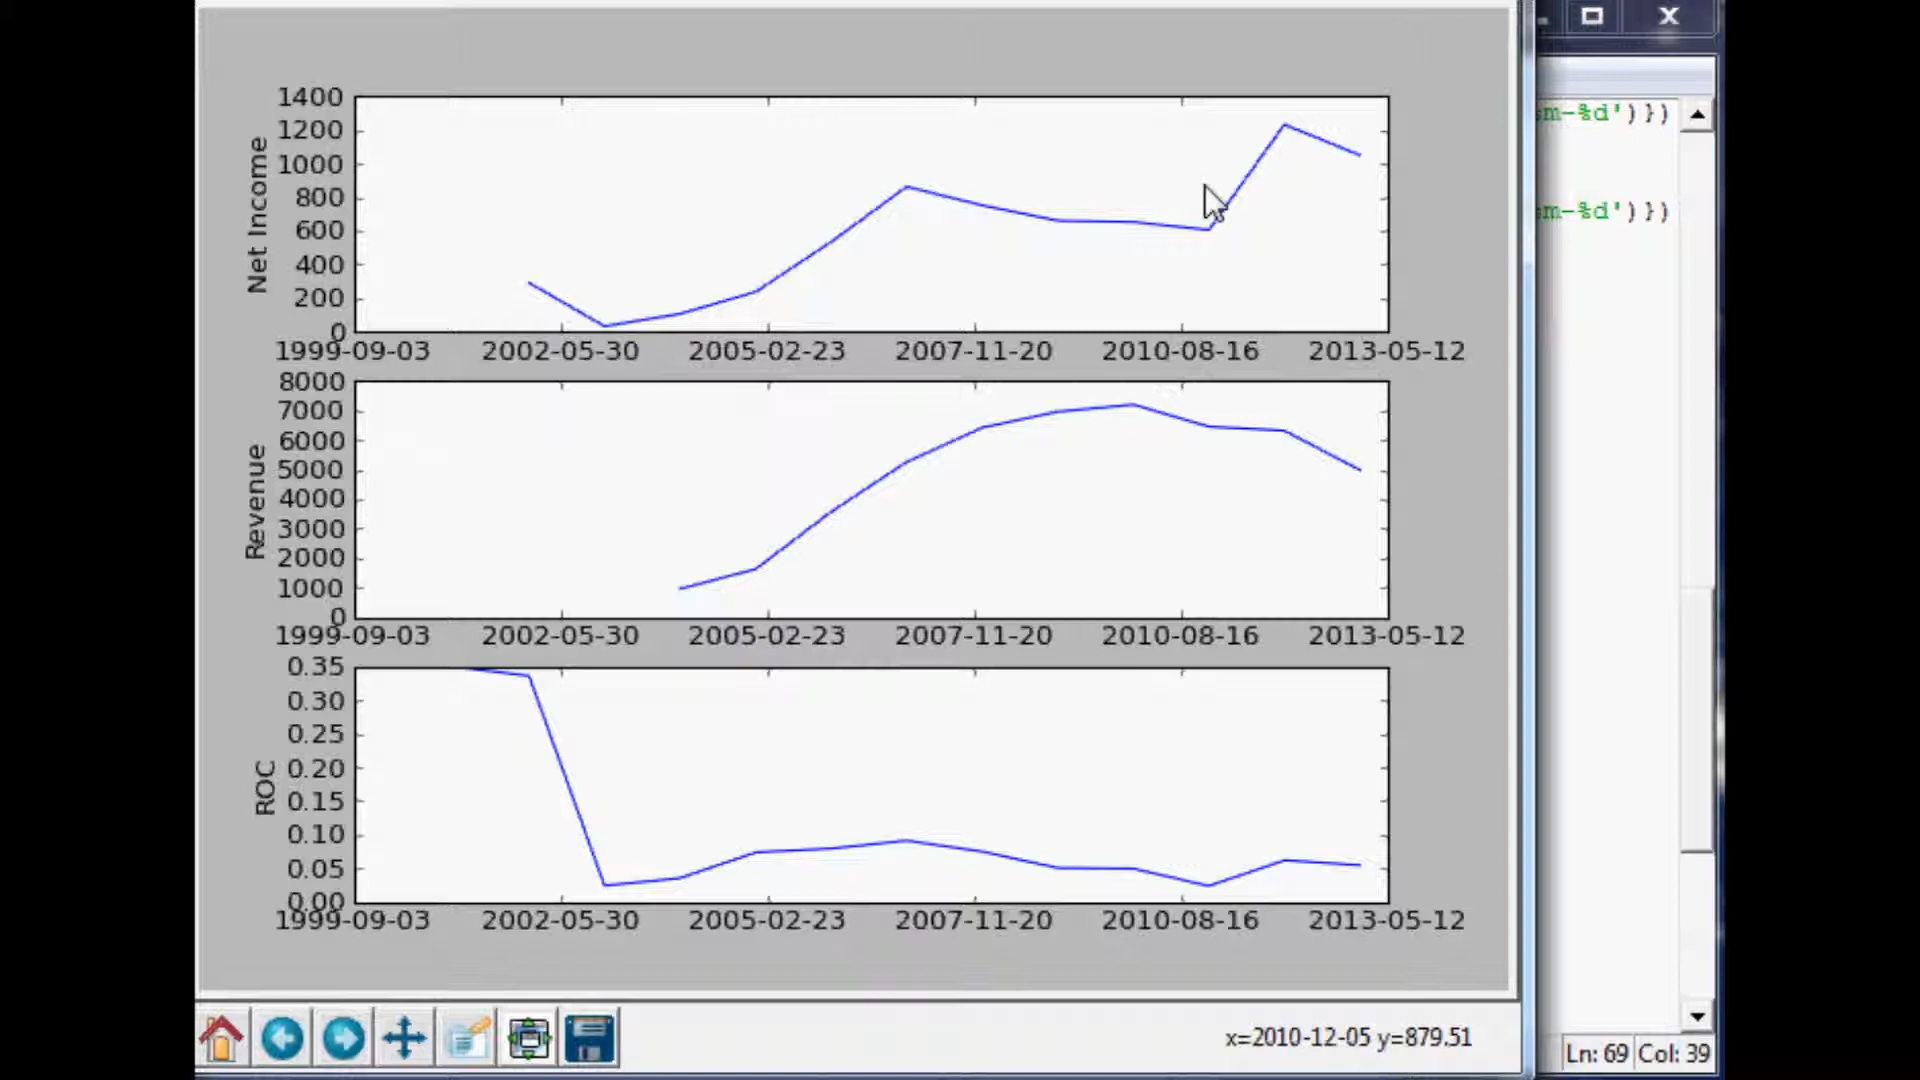 1400
1200
1000
800
600
400
200
0
Net Income
1999-09-03 2002-05-30 2005-02-23 2007-11-20 2010-08-16 2013-05-12
8000
7000
6000
5000
4000
3000
2000
1000
0
Revenue
1999-09-03 2002-05-30 2005-02-23 2007-11-20 2010-08-16 2013-05-12
0.35
0.30
0.25
0.20
0.15
0.10
0.05
0.00
ROC
1999-09-03 2002-05-30 2005-02-23 2007-11-20 2010-08-16 2013-05-12
x=2010-12-05 y=879.51
m-%d')})
m-%d')})
Ln: 69 Col: 39